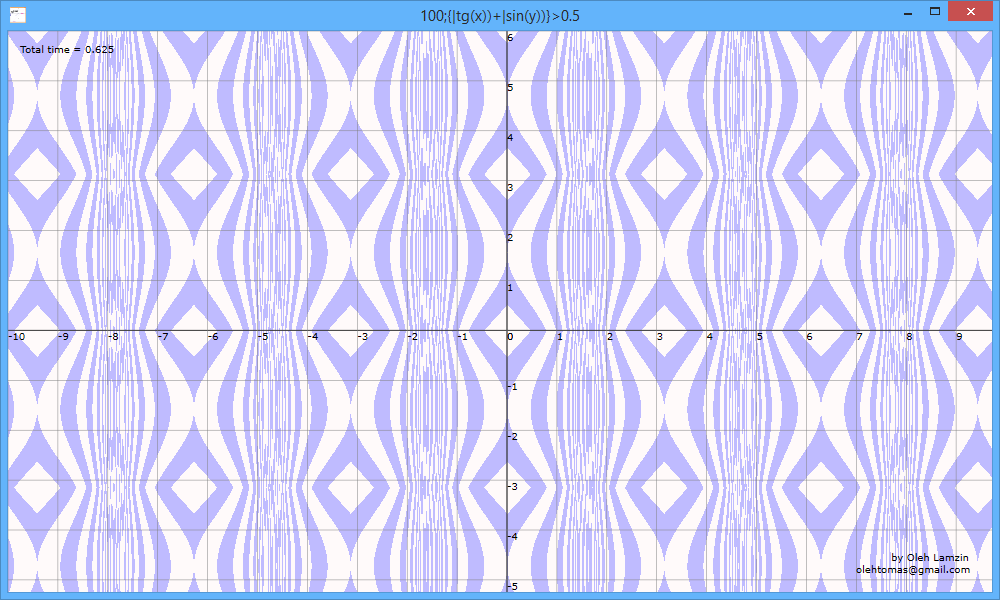 100;{|tg(x))+|sin(y))}>0.5
Total time = 0.625
6
5
4
3
2
1
-10 -9 -8 -7 -6 -5 -4 -3 -2 -1 0 1 2 3 4 5 6 7 8 9
-1
-2
-3
-4
-5
by Oleh Lamzin
olehtomas@gmail.com